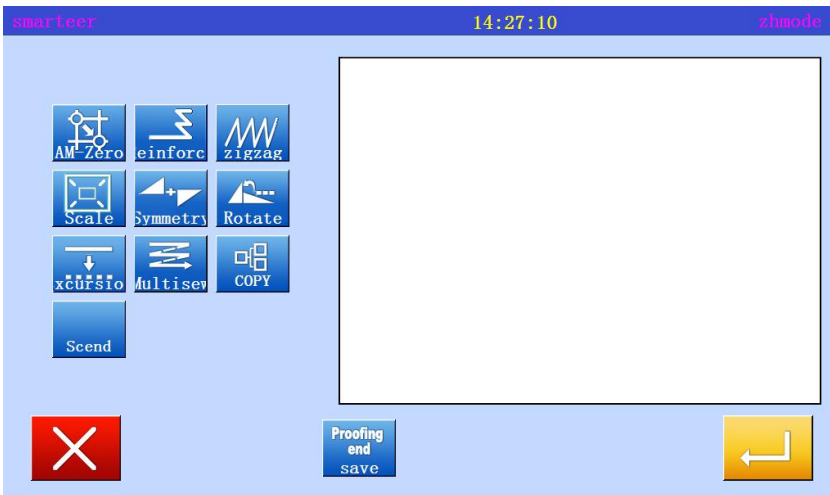 smarteer 14:27:10 zhmode
AM-Zero einforc zigzag
Scale Symmetry Rotate
xcursio Multisew COPY
Scend
Proofing
end
save